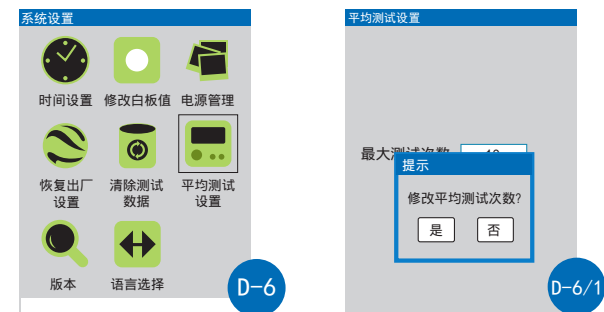 系统设置
时间设置 修改白板值 电源管理
恢复出厂 清除测试 平均测试
设置 数据 设置
版本 语言选择
D-6
平均测试设置
最大测试次数
提示
修改平均测试次数?
是 否
D-6/1